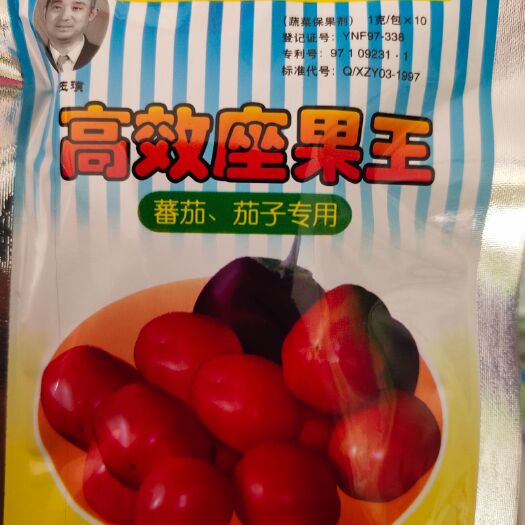 （蔬菜保果剂） 1克/包×10
登记证号：YNF97-338
专利号：97 1 09231·1
标准代号：Q/XZY03-1997
高效座果王
蕃茄、茄子专用